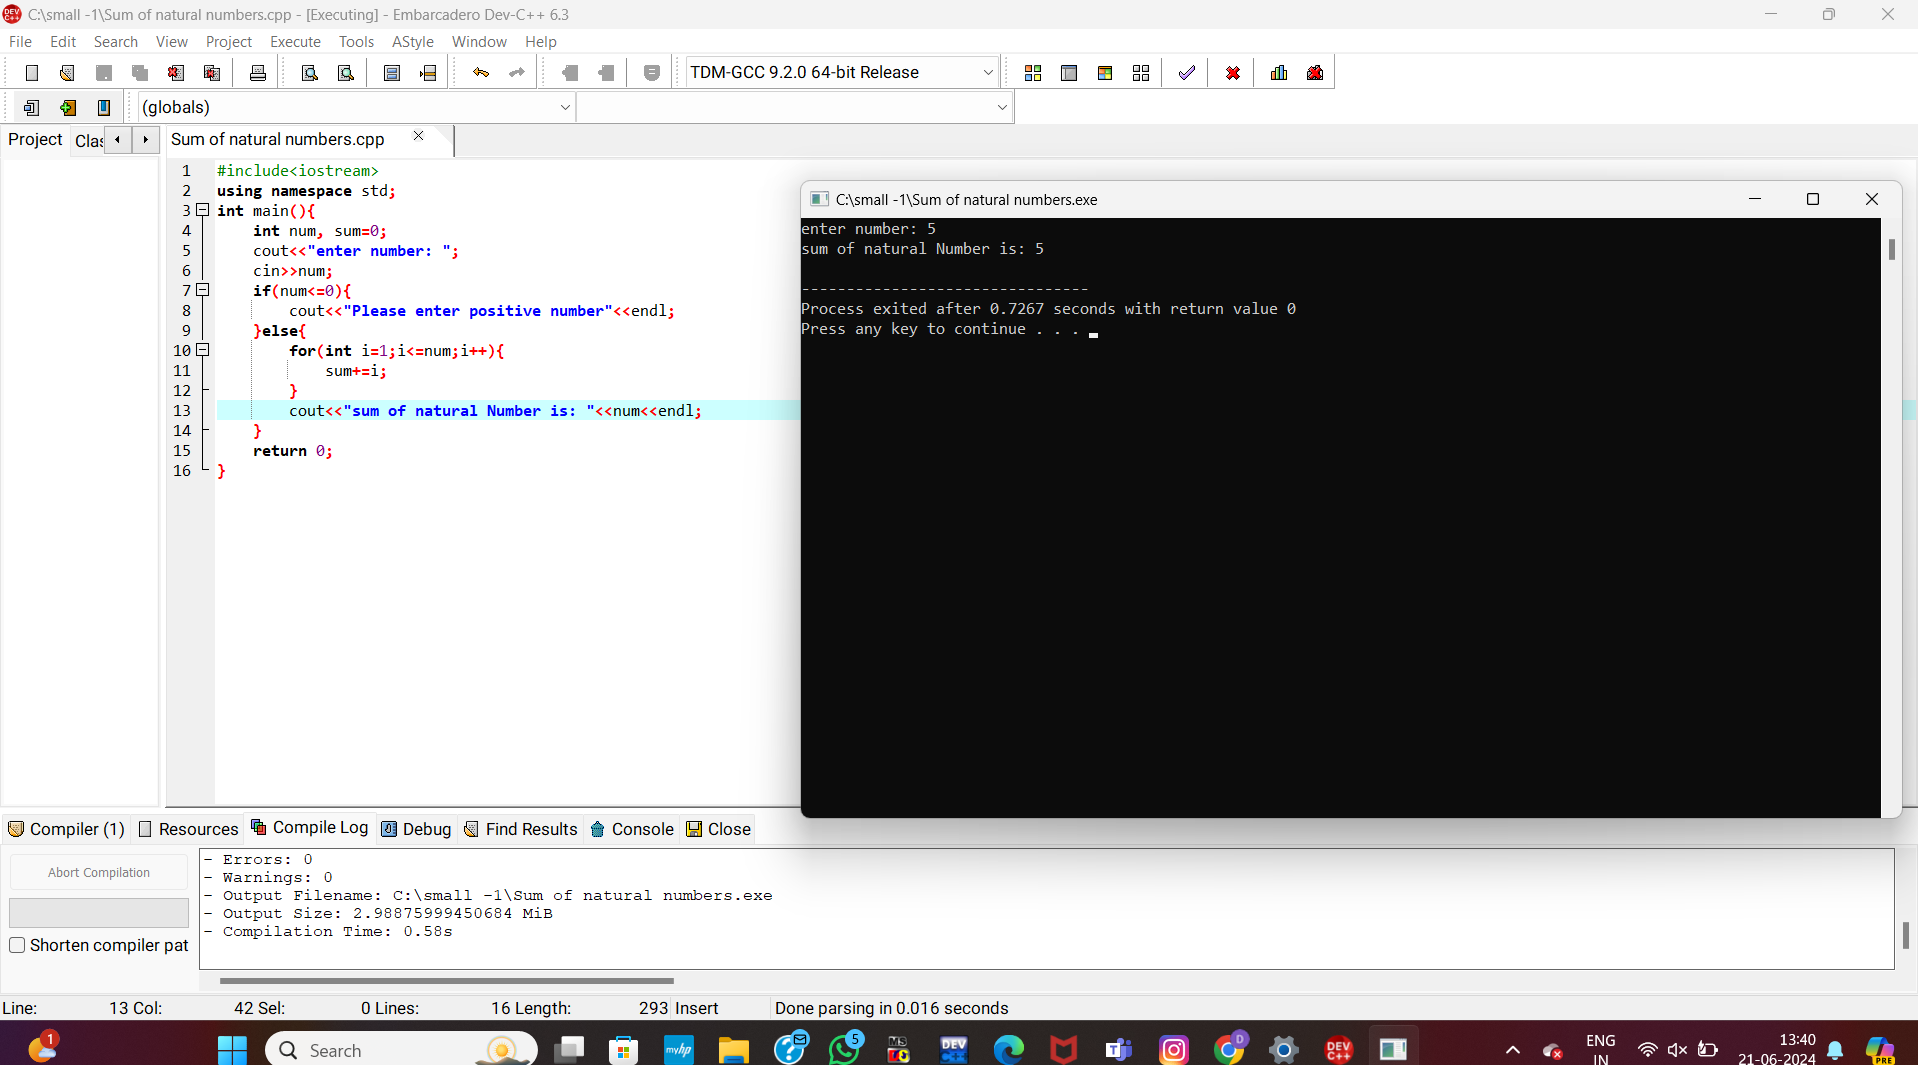 C:\small -1\Sum of natural numbers.cpp - [Executing] - Embarcadero Dev-C++ 6.3
File Edit Search View Project Execute Tools AStyle Window Help
TDM-GCC 9.2.0 64-bit Release
(globals)
Project Clas
Sum of natural numbers.cpp
1 #include<iostream>
2 using namespace std;
3 int main(){
4 int num, sum=0;
5 cout<<"enter number: ";
6 cin>>num;
7 if(num<=0){
8 cout<<"Please enter positive number"<<endl;
9 }else{
10 for(int i=1;i<=num;i++){
11 sum+=i;
12 }
13 cout<<"sum of natural Number is: "<<num<<endl;
14 }
15 return 0;
16 }
C:\small -1\Sum of natural numbers.exe
enter number: 5
sum of natural Number is: 5
--------------------------------
Process exited after 0.7267 seconds with return value 0
Press any key to continue . . .
Compiler (1) Resources Compile Log Debug Find Results Console Close
Abort Compilation
Shorten compiler pat
- Errors: 0
- Warnings: 0
- Output Filename: C:\small -1\Sum of natural numbers.exe
- Output Size: 2.98875999450684 MiB
- Compilation Time: 0.58s
Line: 13 Col: 42 Sel: 0 Lines: 16 Length: 293 Insert Done parsing in 0.016 seconds
1
Search
myhp
5
MS
DEV C++
D
DEV C++
ENG
IN
13:40
21-06-2024
PRE